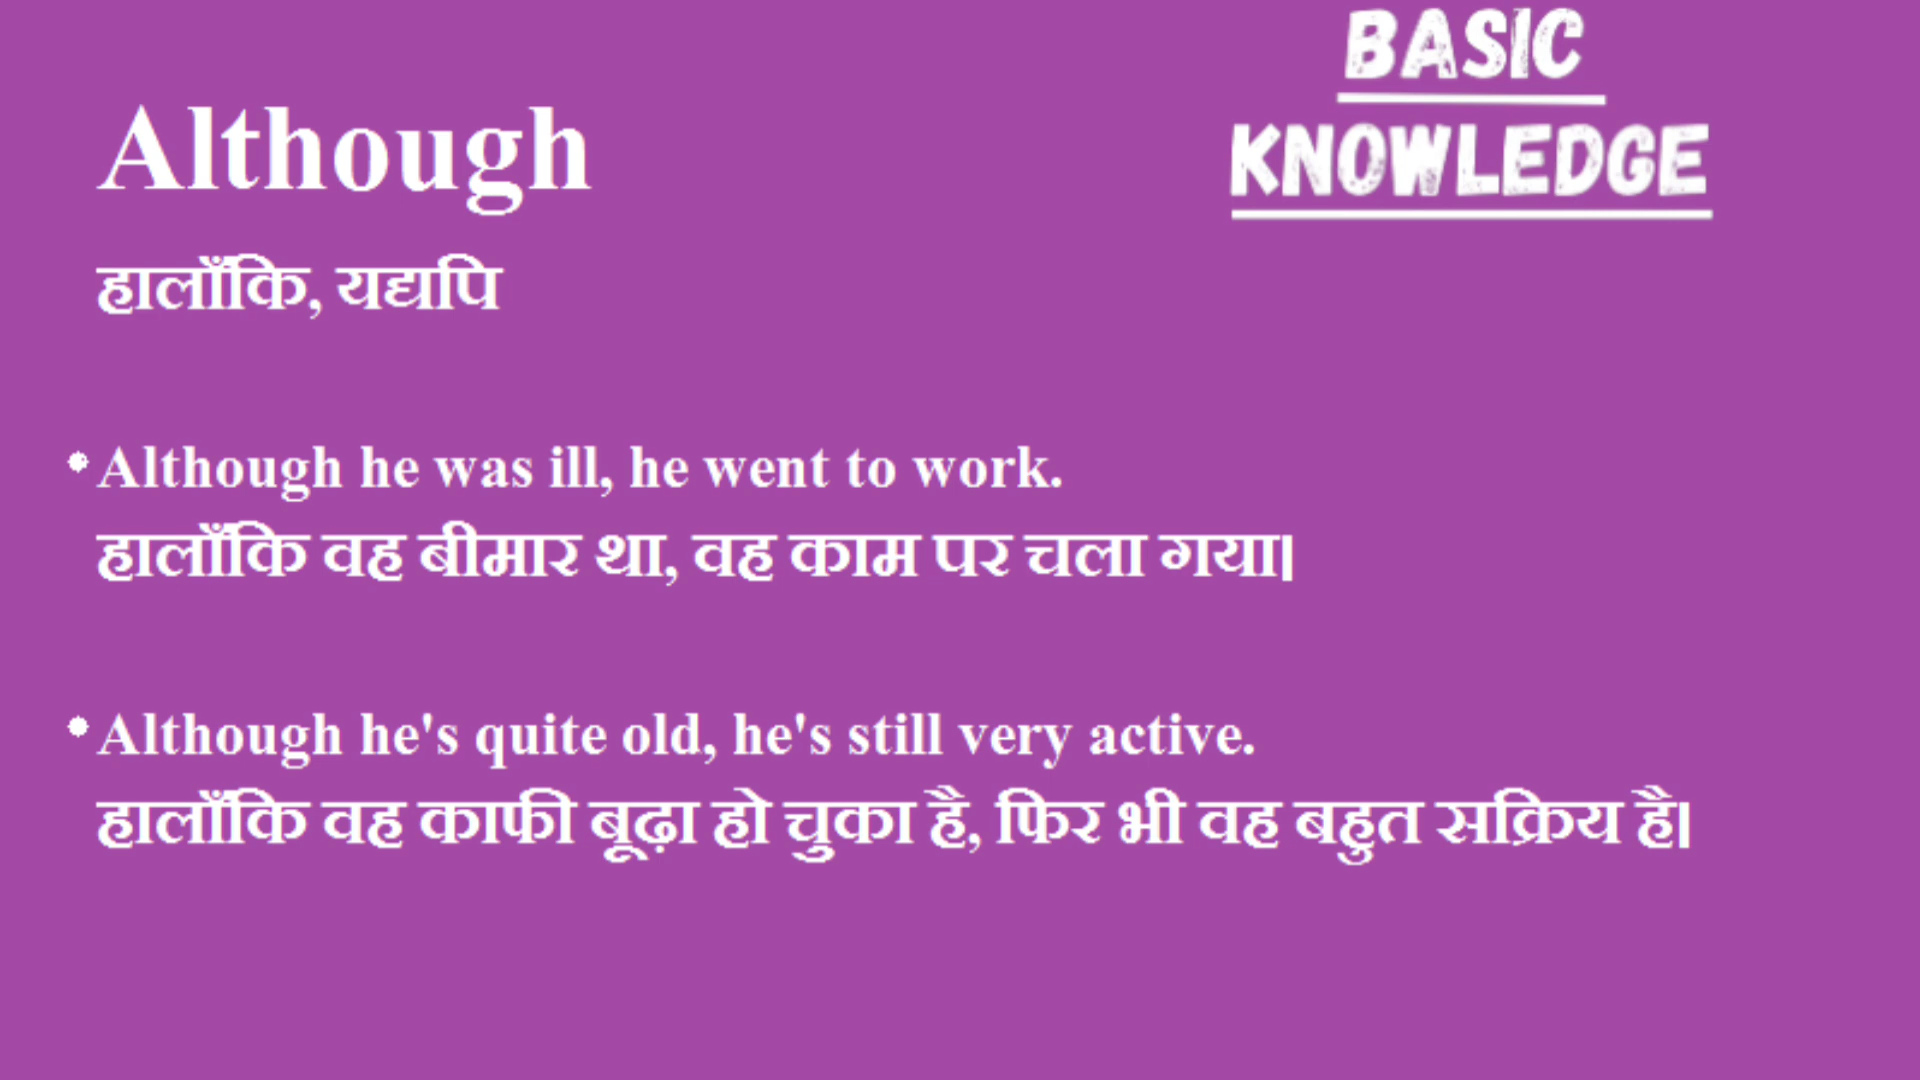 BASIC
KNOWLEDGE
Although
हालाँकि, यद्यपि
• Although he was ill, he went to work.
हालाँकि वह बीमार था, वह काम पर चला गया।
• Although he's quite old, he's still very active.
हालाँकि वह काफी बूढ़ा हो चुका है, फिर भी वह बहुत सक्रिय है।